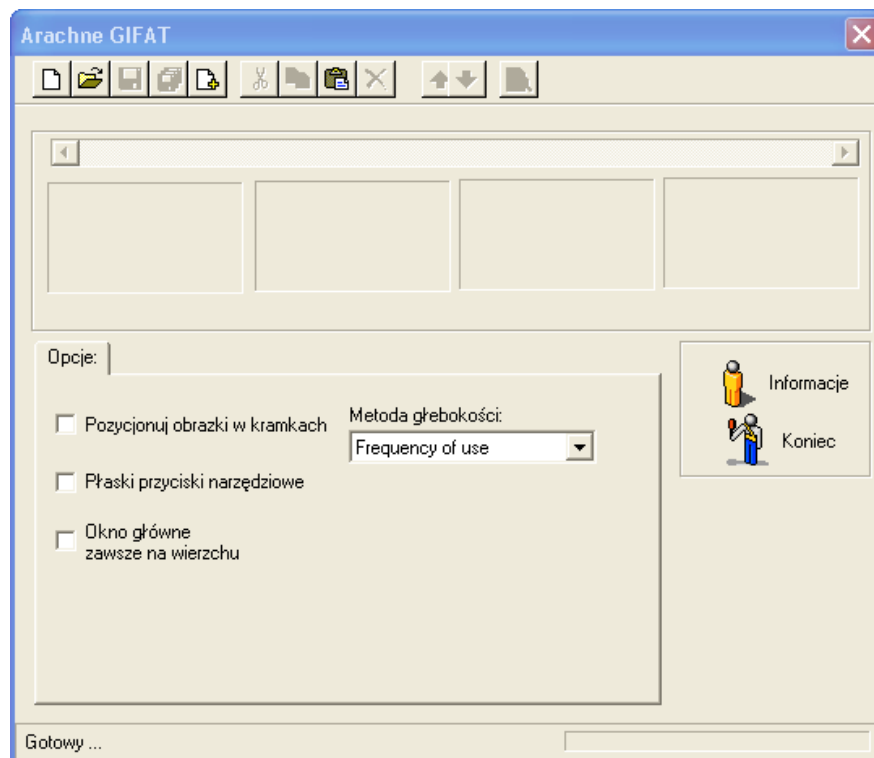 Arachne GIFAT
Opcje:
Pozycjonuj obrazki w kramkach
Metoda głebokości:
Frequency of use
Płaski przyciski narzędziowe
Okno główne
zawsze na wierzchu
Informacje
Koniec
Gotowy ...